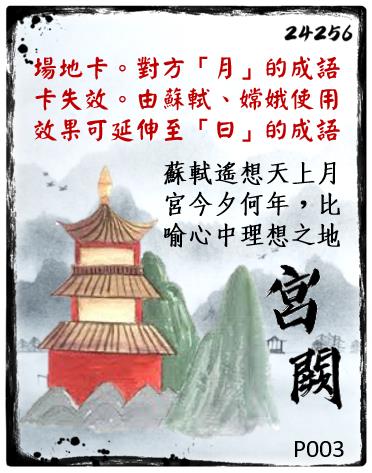 24256
場地卡。對方「月」的成語
卡失效。由蘇軾、嫦娥使用
效果可延伸至「日」的成語
蘇軾遙想天上月
宮今夕何年，比
喻心中理想之地
宮闕
P003